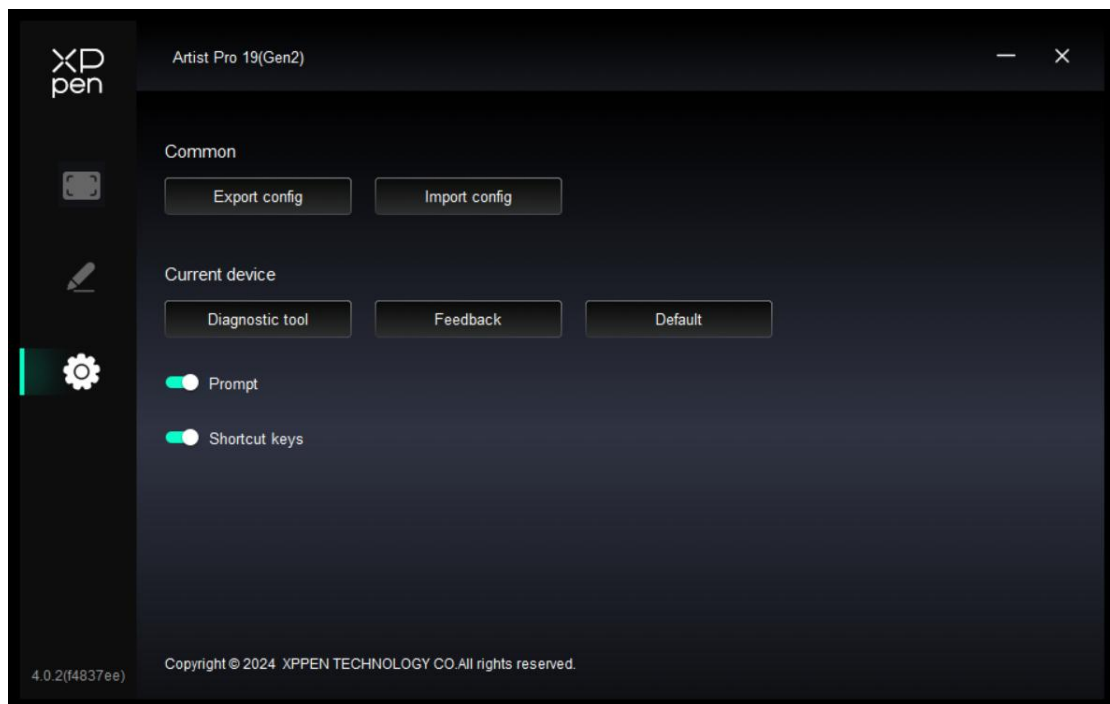 XP
pen
Artist Pro 19(Gen2)
Common
Export config
Import config
Current device
Diagnostic tool
Feedback
Default
Prompt
Shortcut keys
Copyright © 2024 XPPEN TECHNOLOGY CO.All rights reserved.
4.0.2(f4837ee)